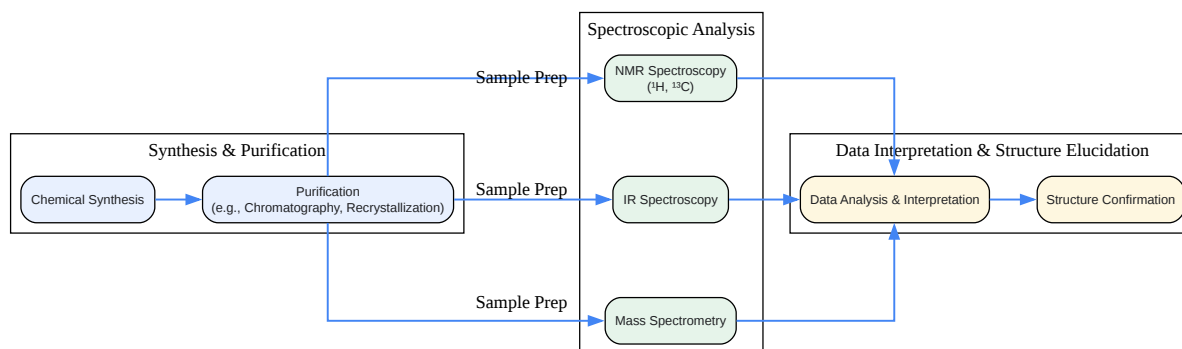 Spectroscopic Analysis
NMR Spectroscopy
(¹H, ¹³C)
Sample Prep
Synthesis & Purification
Data Interpretation & Structure Elucidation
Chemical Synthesis
Purification
(e.g., Chromatography, Recrystallization)
Sample Prep
IR Spectroscopy
Data Analysis & Interpretation
Structure Confirmation
Sample Prep
Mass Spectrometry